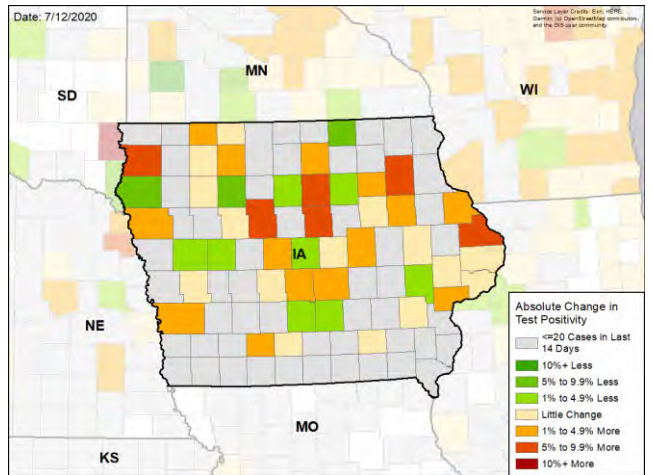 Date: 7/12/2020
Service Layer Credits: Esri, HERE,
Garmin, (c) OpenStreetMap contributors,
and the GIS user community
MN
SD
WI
IA
NE
MO
KS
Absolute Change in
Test Positivity
<=20 Cases in Last
14 Days
10%+ Less
5% to 9.9% Less
1% to 4.9% Less
Little Change
1% to 4.9% More
5% to 9.9% More
10%+ More